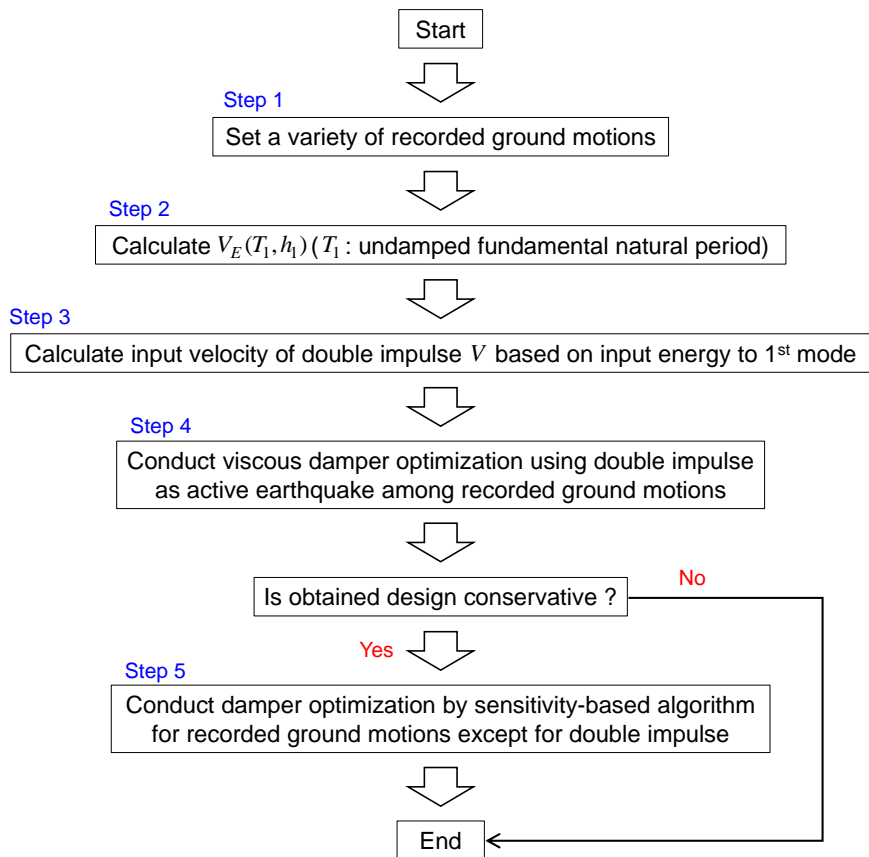 Start
Step 1
Set a variety of recorded ground motions
Step 2
Calculate V_E(T_1, h_1) (T_1 : undamped fundamental natural period)
Step 3
Calculate input velocity of double impulse V based on input energy to 1st mode
Step 4
Conduct viscous damper optimization using double impulse
as active earthquake among recorded ground motions
Is obtained design conservative ?
No
Yes
Step 5
Conduct damper optimization by sensitivity-based algorithm
for recorded ground motions except for double impulse
End